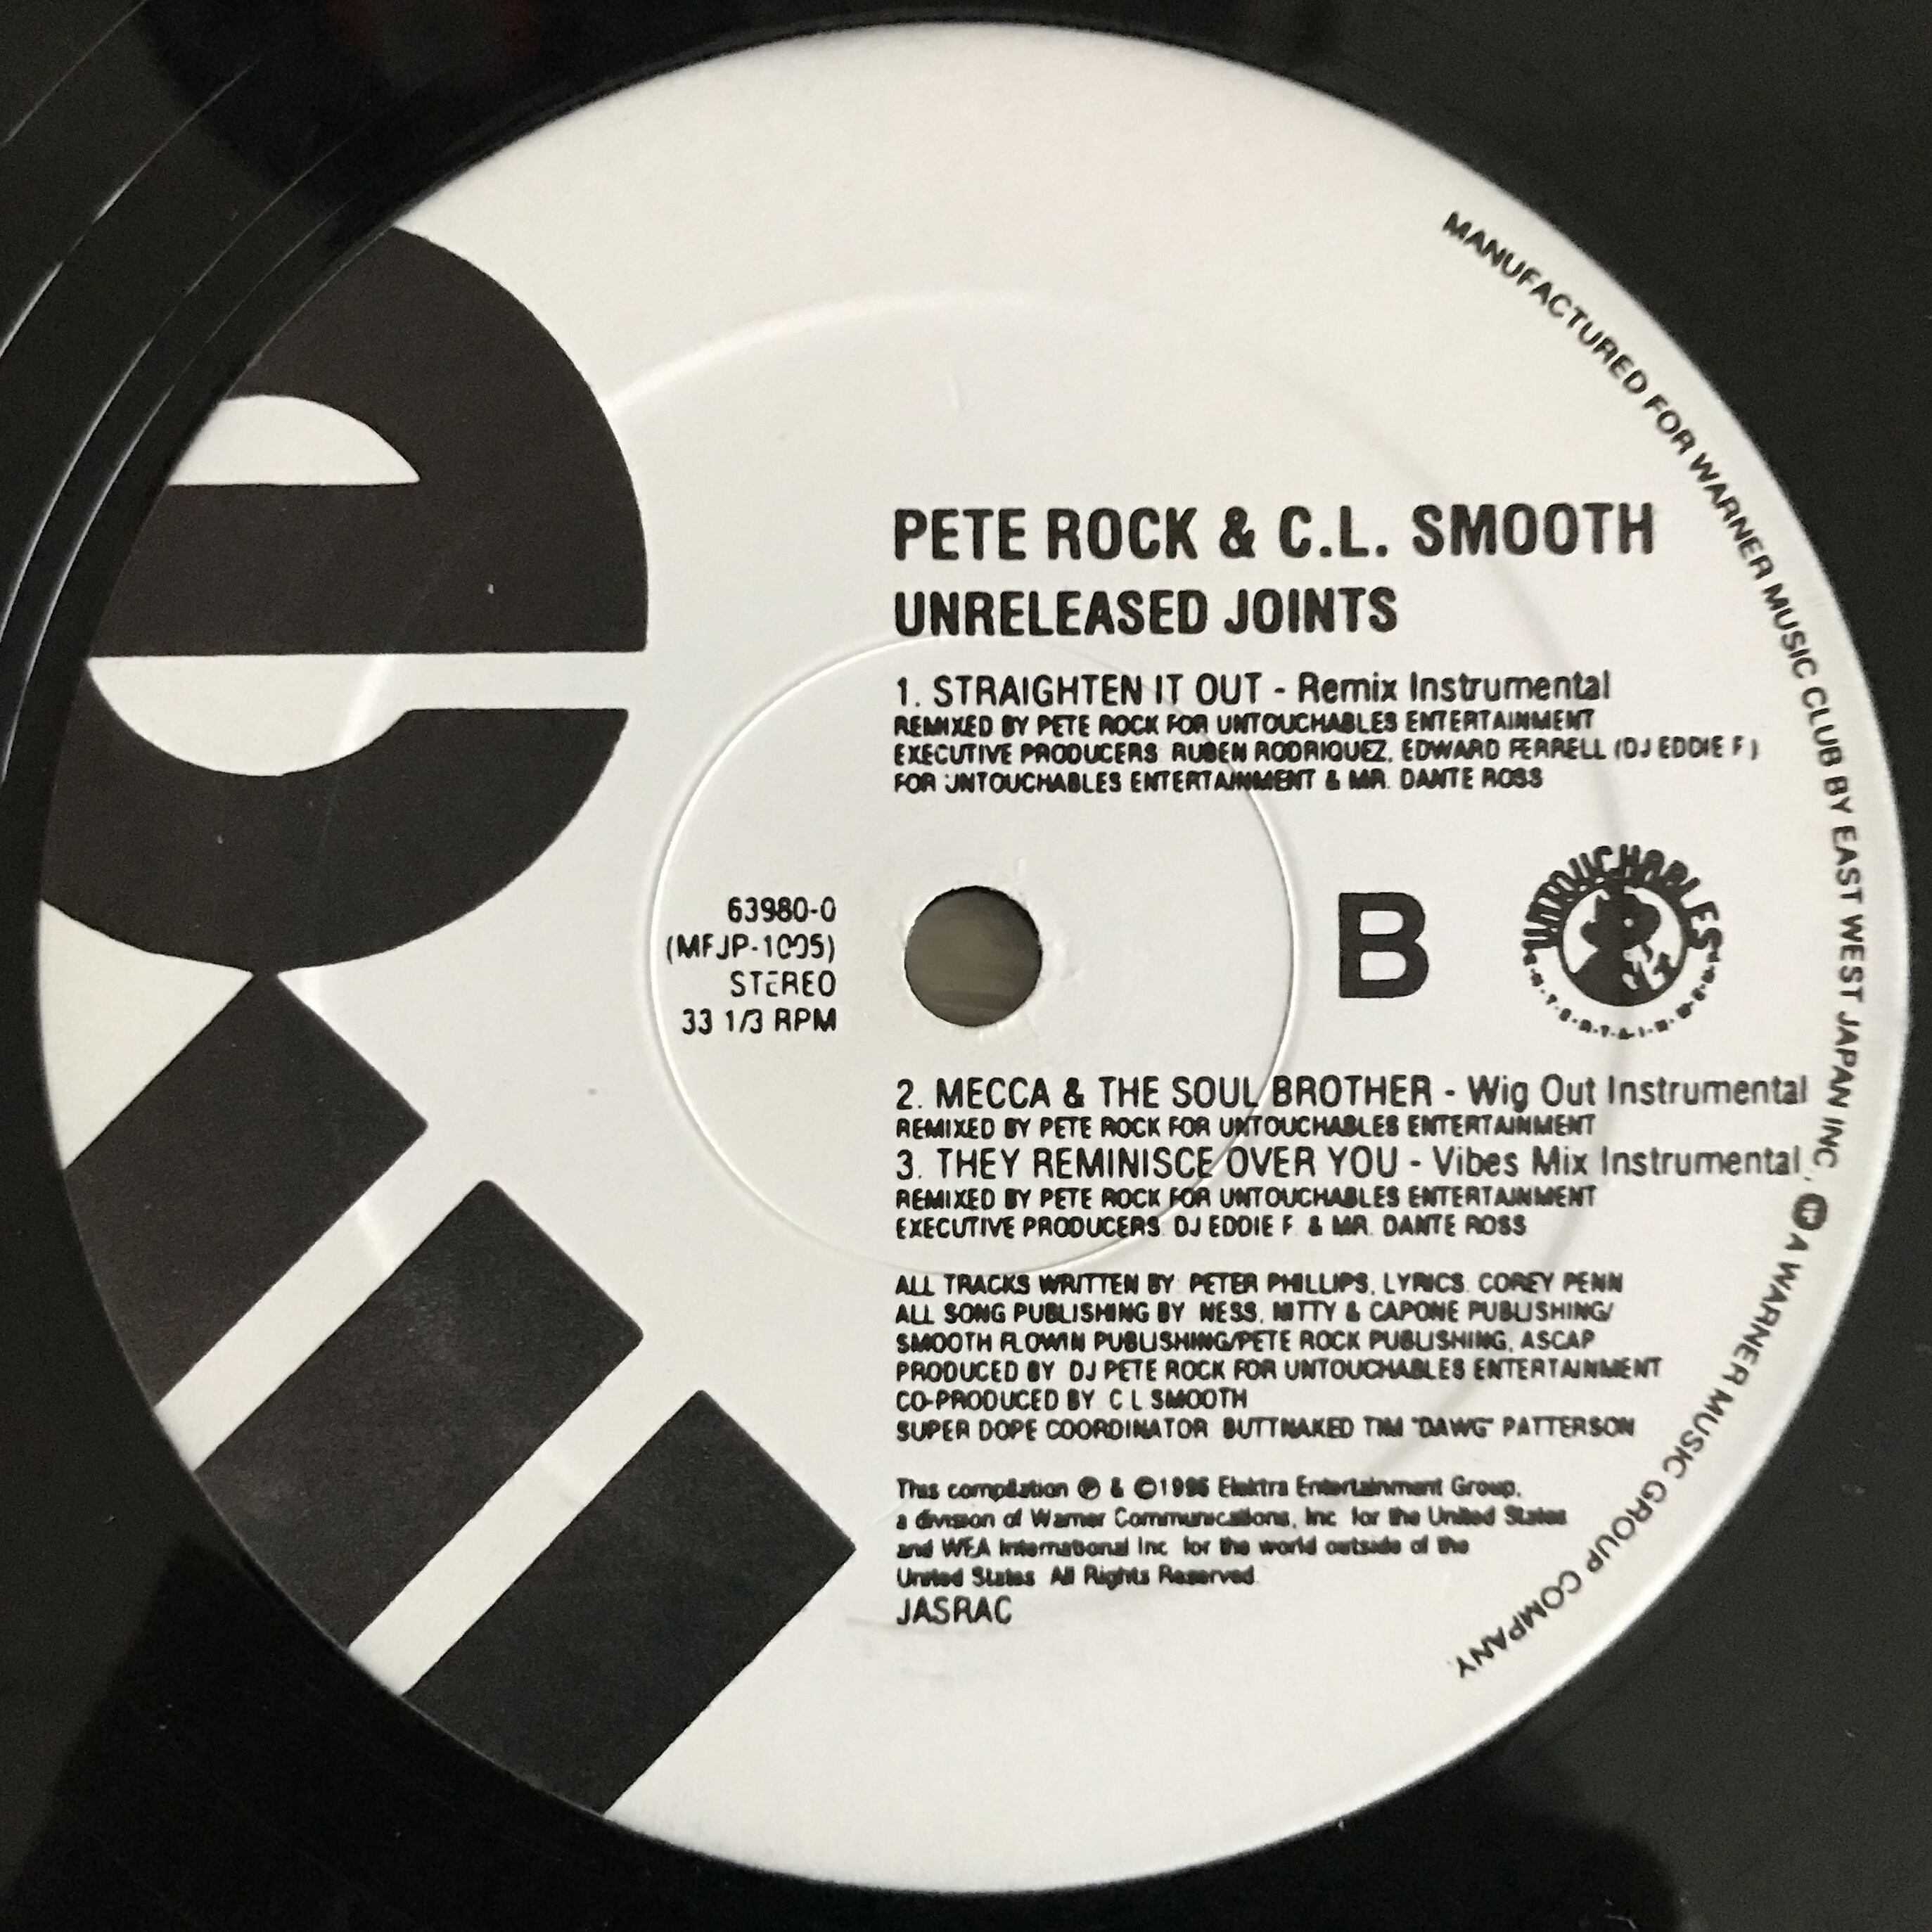 PETE ROCK & C.L. SMOOTH
UNRELEASED JOINTS
1. STRAIGHTEN IT OUT - Remix Instrumental
REMIXED BY PETE ROCK FOR UNTOUCHABLES ENTERTAINMENT
EXECUTIVE PRODUCERS: RUBEN RODRIQUEZ, EDWARD FERRELL (DJ EDDIE F.)
FOR UNTOUCHABLES ENTERTAINMENT & MR. DANTE ROSS
63980-0
(MFJP-1005)
STEREO
33 1/3 RPM
B
UNTOUCHABLES
E·N·T·E·R·T·A·I·N·M·E·N·T
2. MECCA & THE SOUL BROTHER - Wig Out Instrumental
REMIXED BY PETE ROCK FOR UNTOUCHABLES ENTERTAINMENT
3. THEY REMINISCE OVER YOU - Vibes Mix Instrumental
REMIXED BY PETE ROCK FOR UNTOUCHABLES ENTERTAINMENT
EXECUTIVE PRODUCERS: DJ EDDIE F. & MR. DANTE ROSS
ALL TRACKS WRITTEN BY: PETER PHILLIPS, LYRICS: COREY PENN
ALL SONG PUBLISHING BY: NESS, NITTY & CAPONE PUBLISHING/
SMOOTH FLOWIN PUBLISHING/PETE ROCK PUBLISHING, ASCAP
PRODUCED BY: DJ PETE ROCK FOR UNTOUCHABLES ENTERTAINMENT
CO-PRODUCED BY: C.L. SMOOTH
SUPER DOPE COORDINATOR: BUTTNAKED TIM "DAWG" PATTERSON
This compilation ℗ & ©1996 Elektra Entertainment Group,
a division of Warner Communications, Inc. for the United States
and WEA International Inc. for the world outside of the
United States. All Rights Reserved.
JASRAC
MANUFACTURED FOR WARNER MUSIC CLUB BY EAST WEST JAPAN INC., A WARNER MUSIC GROUP COMPANY.